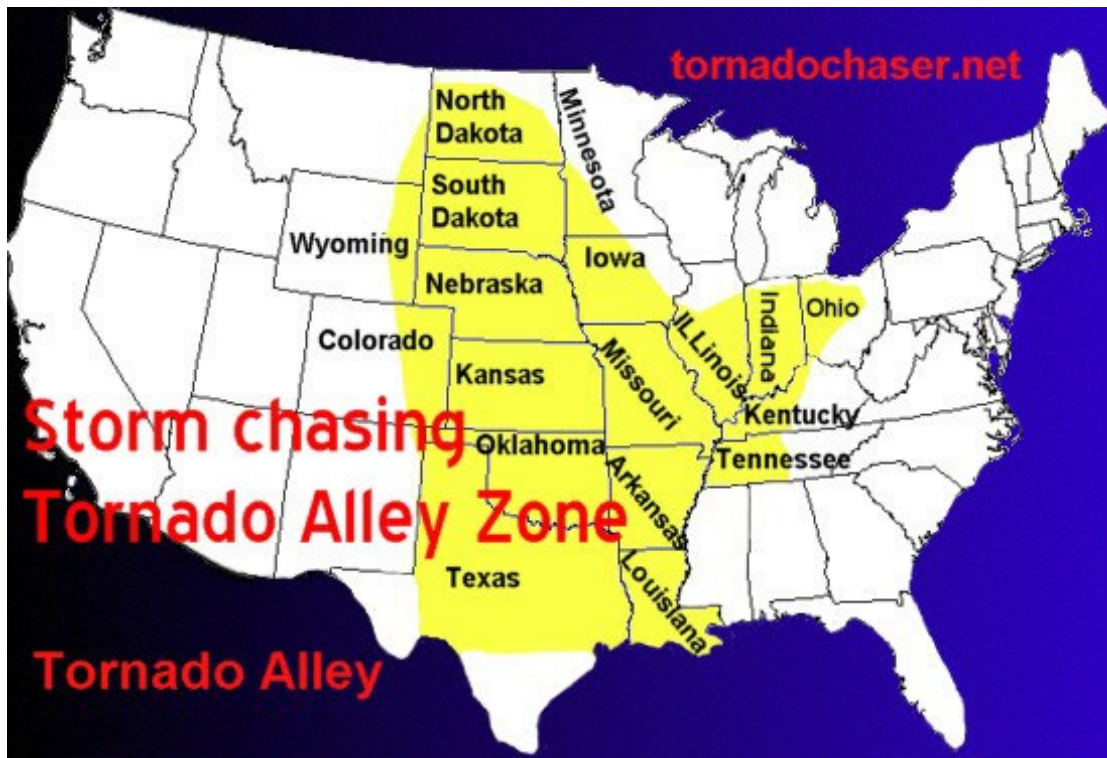 tornadochaser.net
North
Dakota
Minnesota
South
Dakota
Wyoming
Iowa
Nebraska
Ohio
Indiana
ILLinois
Colorado
Missouri
Kansas
Kentucky
Storm chasing
Oklahoma
Tennessee
Arkansas
Tornado Alley Zone
Texas
Louisiana
Tornado Alley